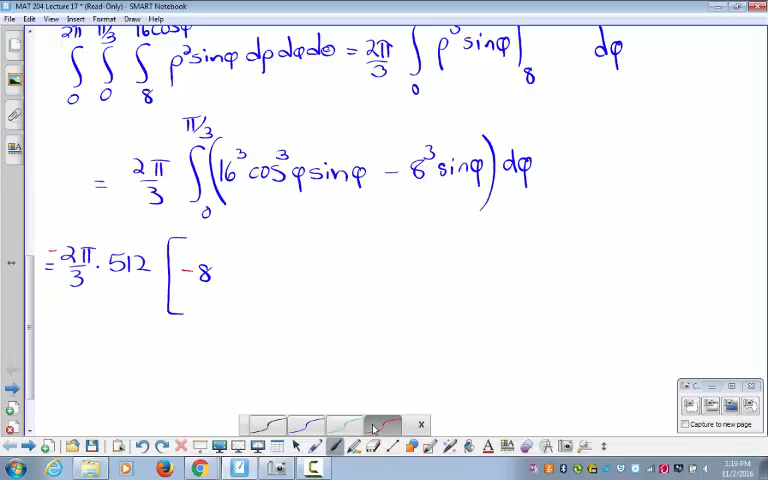 MAT 204 Lecture 17 * (Read-Only) - SMART Notebook
File Edit View Insert Format Draw Help
∫₀^2π ∫₀^π/3 ∫₈^16cosφ ρ² sinφ dρ dφ dθ = 2π/3 ∫₀ ρ³ sinφ |₈ dφ
= 2π/3 ∫₀^π/3 (16³ cos³φ sinφ − 8³ sinφ) dφ
= − 2π/3 · 512 [ − 8
C...
Capture to new page
1:19 PM
11/2/2016